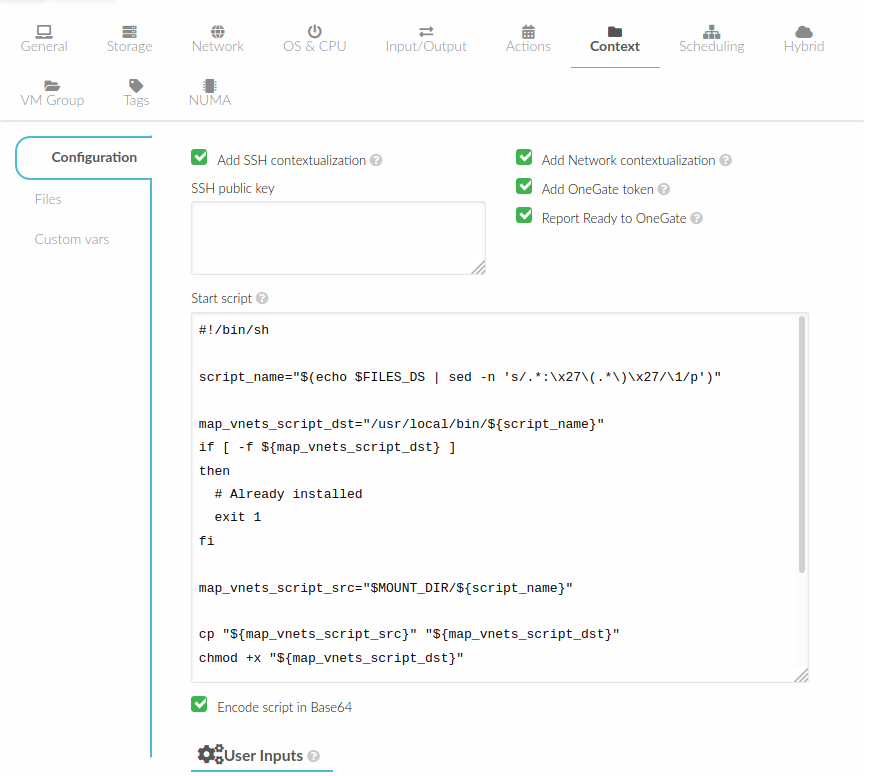 General Storage Network OS & CPU Input/Output Actions Context Scheduling Hybrid
VM Group Tags NUMA
Configuration
Files
Custom vars
Add SSH contextualization
Add Network contextualization
SSH public key
Add OneGate token
Report Ready to OneGate
Start script
#!/bin/sh
script_name="$(echo $FILES_DS | sed -n 's/.*:\x27\(.*\)\x27/\1/p')"
map_vnets_script_dst="/usr/local/bin/${script_name}"
if [ -f ${map_vnets_script_dst} ]
then
  # Already installed
  exit 1
fi
map_vnets_script_src="$MOUNT_DIR/${script_name}"
cp "${map_vnets_script_src}" "${map_vnets_script_dst}"
chmod +x "${map_vnets_script_dst}"
Encode script in Base64
User Inputs